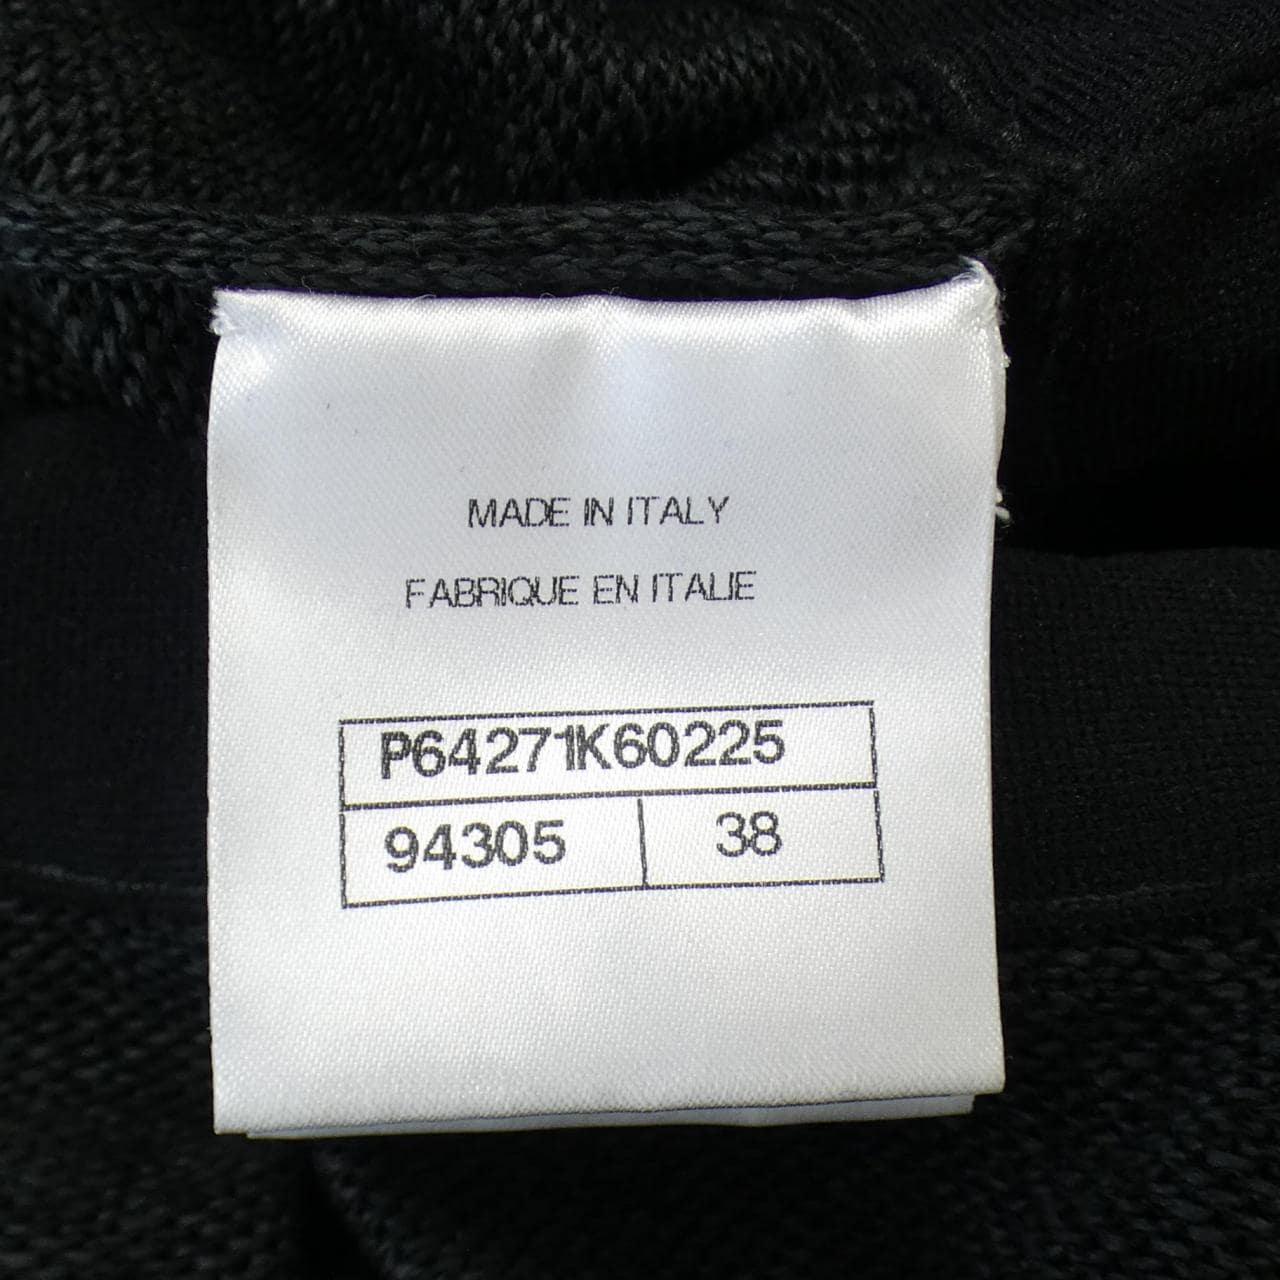 MADE IN ITALY
FABRIQUE EN ITALIE
P64271K60225
94305 38